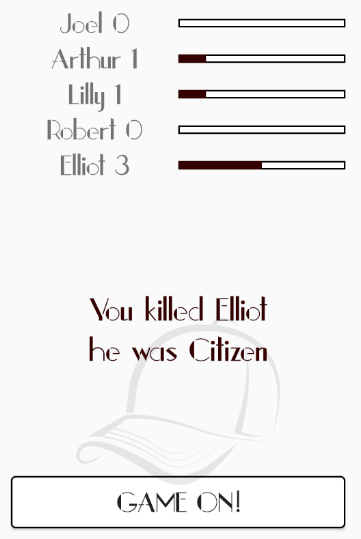 Joel 0
Arthur 1
Lilly 1
Robert 0
Elliot 3
You killed Elliot
he was Citizen
GAME ON!